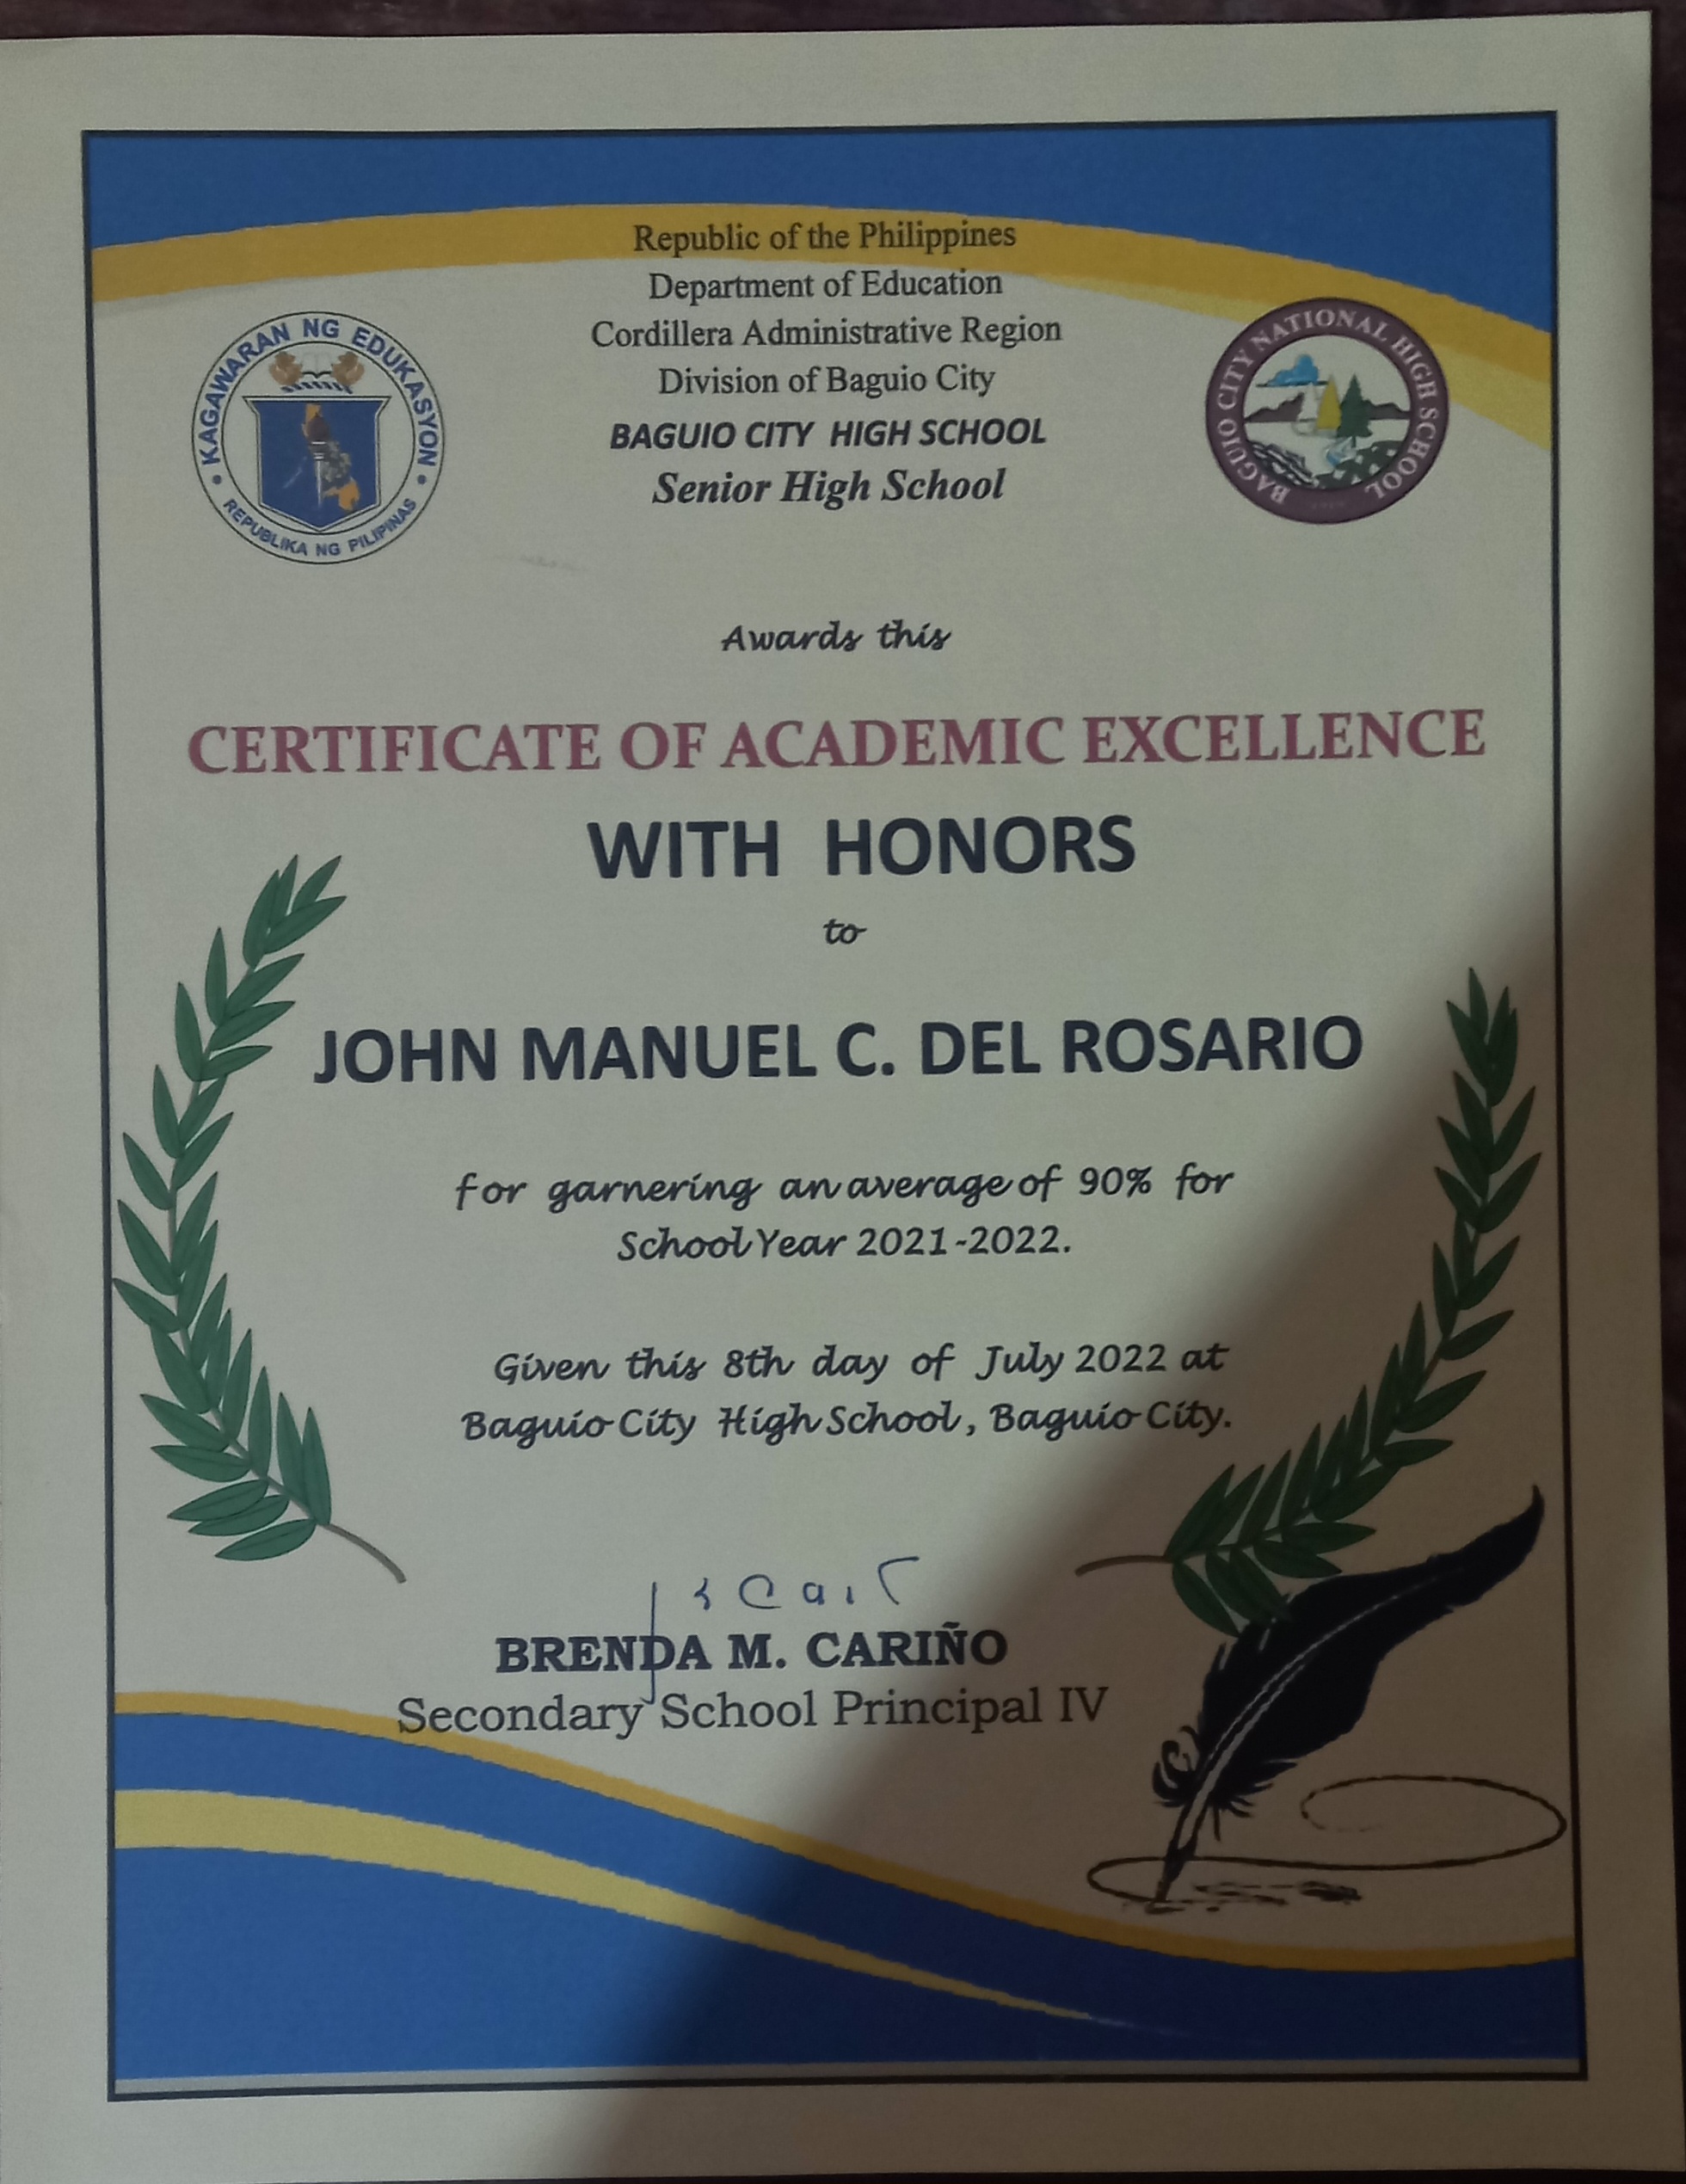 Republic of the Philippines
Department of Education
Cordillera Administrative Region
Division of Baguio City
BAGUIO CITY HIGH SCHOOL
Senior High School
KAGAWARAN NG EDUKASYON
REPUBLIKA NG PILIPINAS
BAGUIO CITY NATIONAL HIGH SCHOOL
Awards this
CERTIFICATE OF ACADEMIC EXCELLENCE
WITH HONORS
to
JOHN MANUEL C. DEL ROSARIO
for garnering an average of 90% for
School Year 2021-2022.
Given this 8th day of July 2022 at
Baguio City High School, Baguio City.
BRENDA M. CARIÑO
Secondary School Principal IV